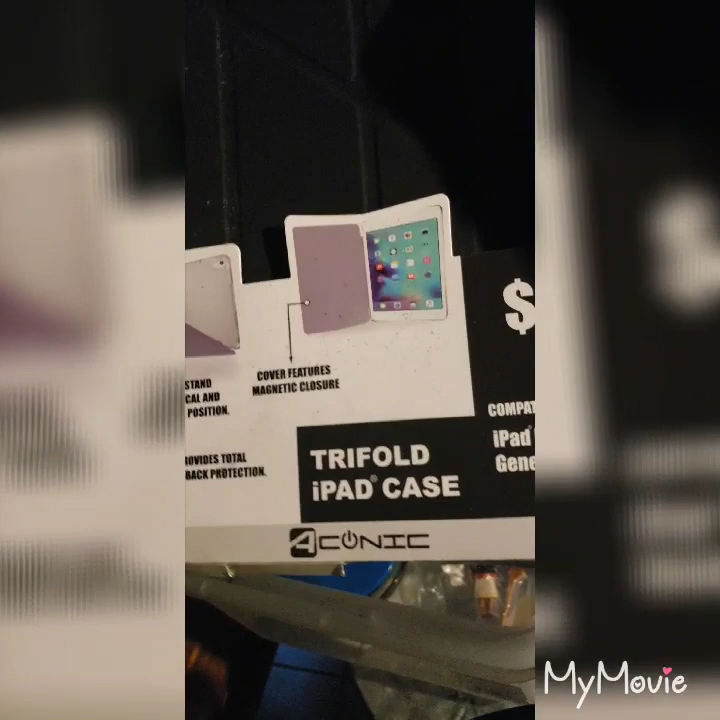 $
STAND
CAL AND
POSITION.
COVER FEATURES
MAGNETIC CLOSURE
COMPAT
iPad
Gene
OVIDES TOTAL
BACK PROTECTION.
TRIFOLD
iPAD® CASE
ACONIC
MyMovie